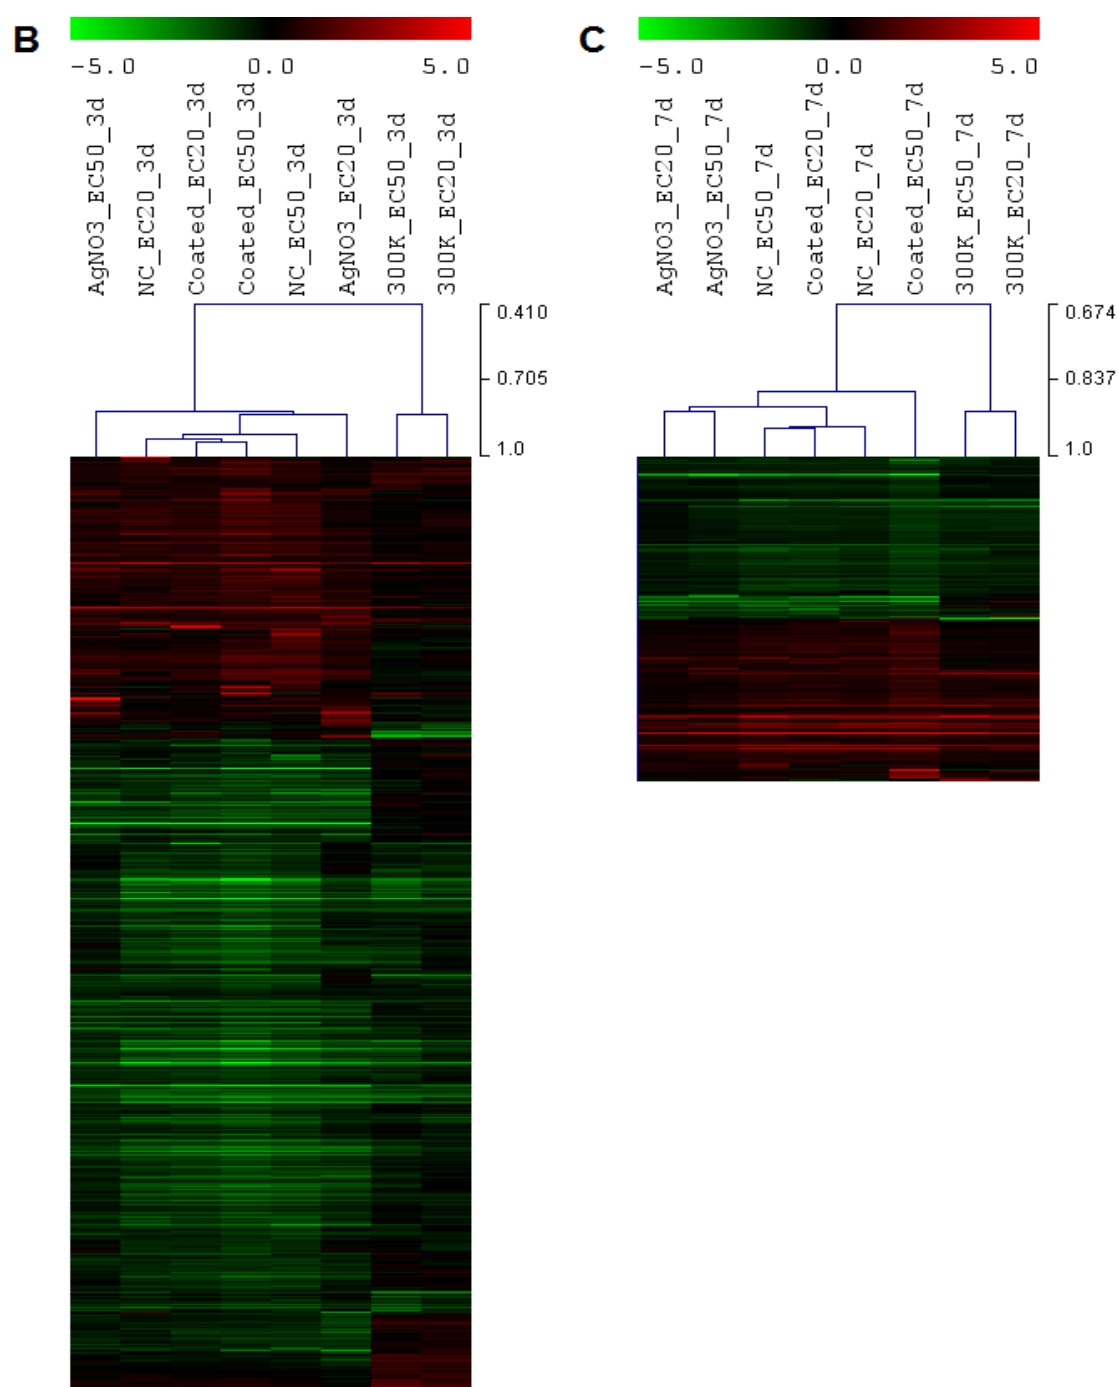 B
-5.0 0.0 5.0
AgNO3_EC50_3d
NC_EC20_3d
Coated_EC20_3d
Coated_EC50_3d
NC_EC50_3d
AgNO3_EC20_3d
300K_EC50_3d
300K_EC20_3d
0.410
0.705
1.0
C
-5.0 0.0 5.0
AgNO3_EC20_7d
AgNO3_EC50_7d
NC_EC50_7d
Coated_EC20_7d
NC_EC20_7d
Coated_EC50_7d
300K_EC50_7d
300K_EC20_7d
0.674
0.837
1.0